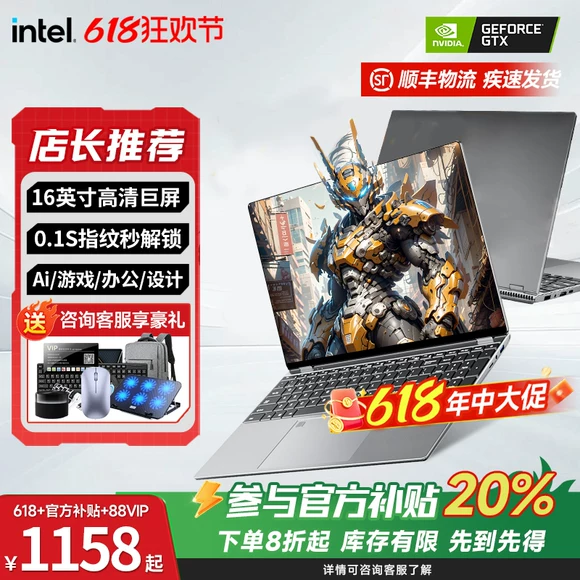 intel. 618狂欢节
NVIDIA
GEFORCE
GTX
SF 顺丰物流 疾速发货
店长推荐
16英寸高清巨屏
0.1S指纹秒解锁
Ai/游戏/办公/设计
送 咨询客服享豪礼
VIP
618年中大促
618+官方补贴+88VIP
¥1158起
参与官方补贴20%
下单8折起 库存有限 先到先得
详情可咨询客服了解